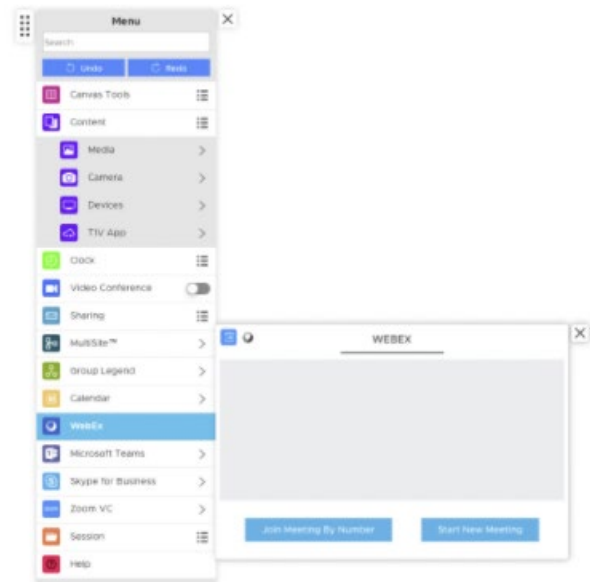 Menu
Search
Undo Redo
Canvas Tools
Content
Media
Camera
Devices
T1V App
Clock
Video Conference
Sharing
MultiSite™
Group Legend
Calendar
WebEx
Microsoft Teams
Skype for Business
Zoom VC
Session
Help
WEBEX
Join Meeting By Number Start New Meeting